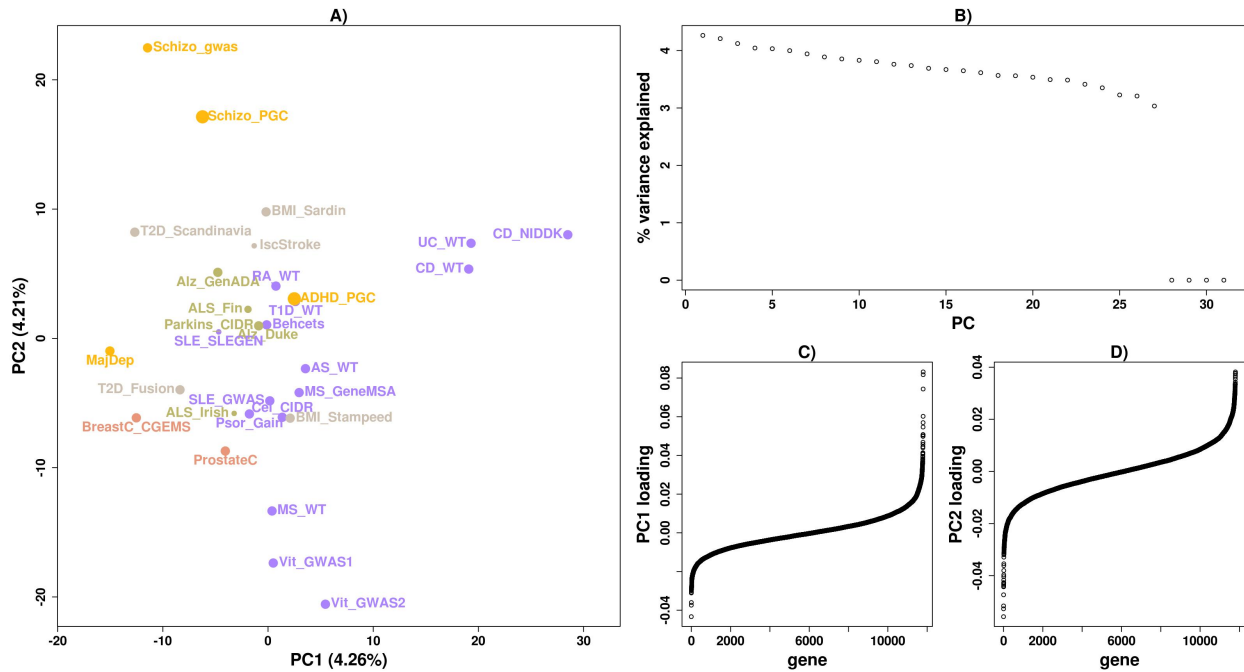 A)
PC2 (4.21%)
20
10
0
-10
-20
Schizo_gwas
Schizo_PGC
BMI_Sardin
T2D_Scandinavia
CD_NIDDK
UC_WT
IscStroke
CD_WT
Alz_GenADA
RA_WT
ADHD_PGC
ALS_Fin
T1D_WT
Parkins_CIDR
Behcets
Alz_Duke
SLE_SLEGEN
MajDep
AS_WT
T2D_Fusion
MS_GeneMSA
SLE_GWAS
Cel_CIDR
ALS_Irish
BMI_Stampeed
BreastC_CGEMS
Psor_Gain
ProstateC
MS_WT
Vit_GWAS1
Vit_GWAS2
-20 -10 0 10 20 30
PC1 (4.26%)
B)
% variance explained
4
3
2
1
0
0 5 10 15 20 25 30
PC
C)
PC1 loading
0.08
0.04
0.00
-0.04
0 2000 6000 10000
gene
D)
PC2 loading
0.04
0.02
0.00
-0.02
-0.04
0 2000 6000 10000
gene